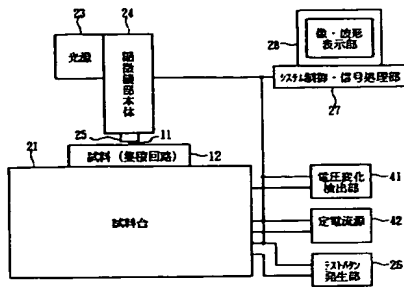 23
24
光源
顕微鏡部本体
28
像・波形
表示部
システム制御・信号処理部
27
25
11
21
試料（集積回路）
12
試料台
電圧変化
検出部
41
定電流源
42
テストパタン
発生部
26